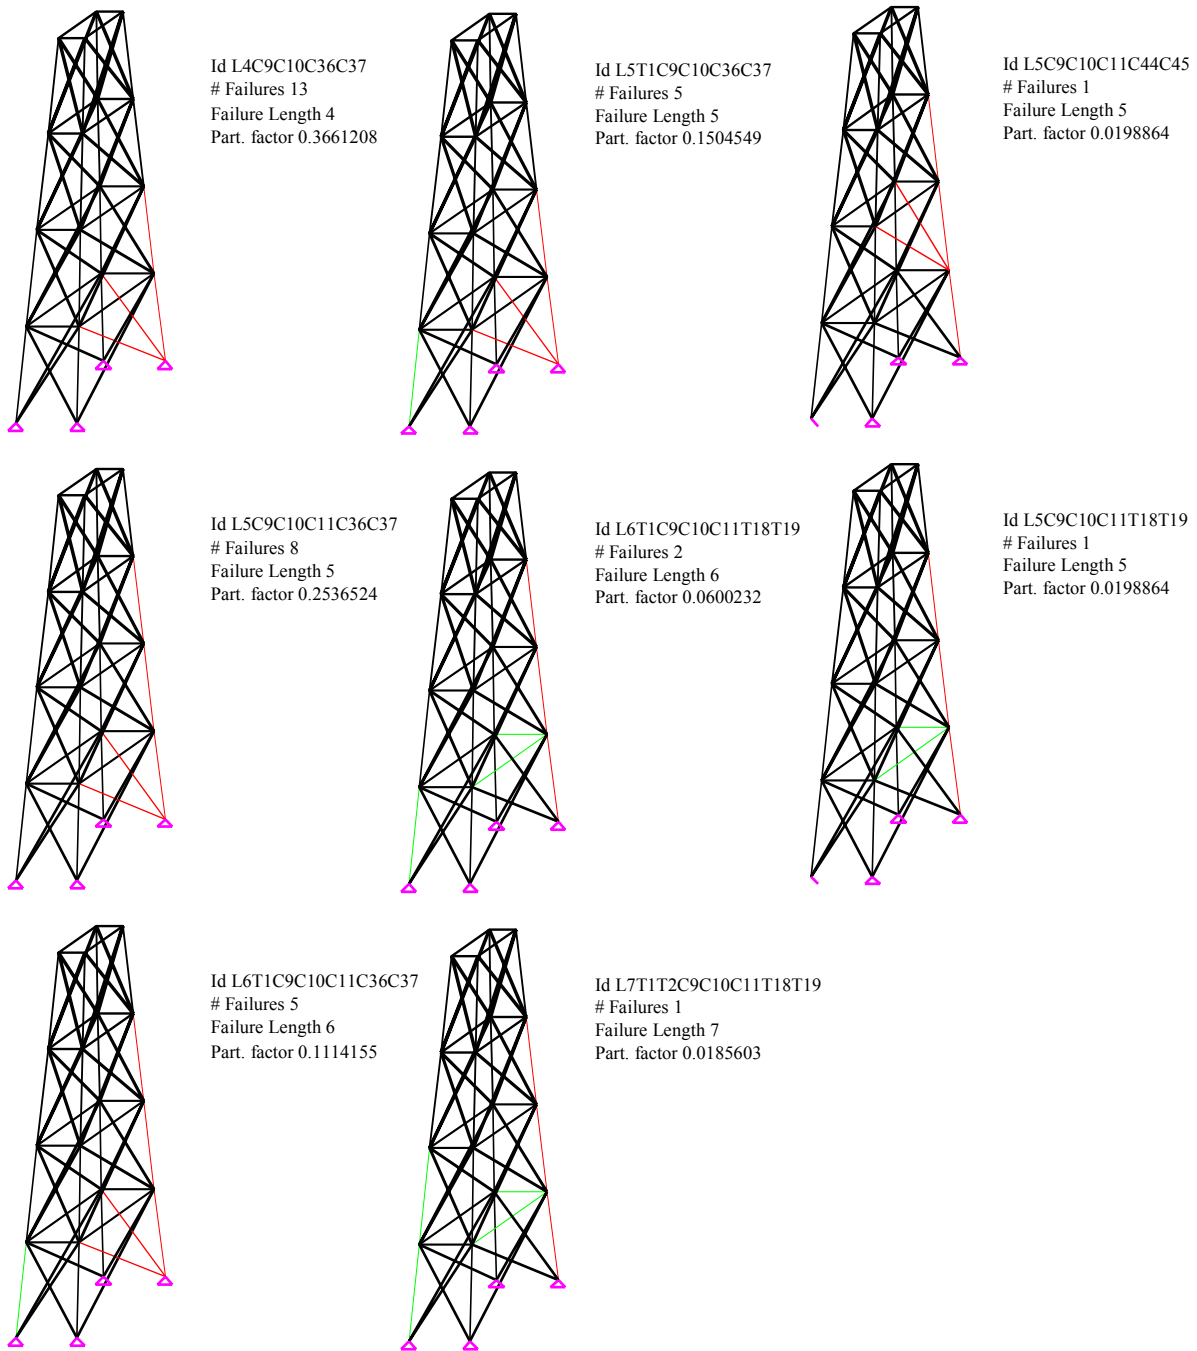 Id L4C9C10C36C37
# Failures 13
Failure Length 4
Part. factor 0.3661208
Id L5T1C9C10C36C37
# Failures 5
Failure Length 5
Part. factor 0.1504549
Id L5C9C10C11C44C45
# Failures 1
Failure Length 5
Part. factor 0.0198864
Id L5C9C10C11C36C37
# Failures 8
Failure Length 5
Part. factor 0.2536524
Id L6T1C9C10C11T18T19
# Failures 2
Failure Length 6
Part. factor 0.0600232
Id L5C9C10C11T18T19
# Failures 1
Failure Length 5
Part. factor 0.0198864
Id L6T1C9C10C11C36C37
# Failures 5
Failure Length 6
Part. factor 0.1114155
Id L7T1T2C9C10C11T18T19
# Failures 1
Failure Length 7
Part. factor 0.0185603